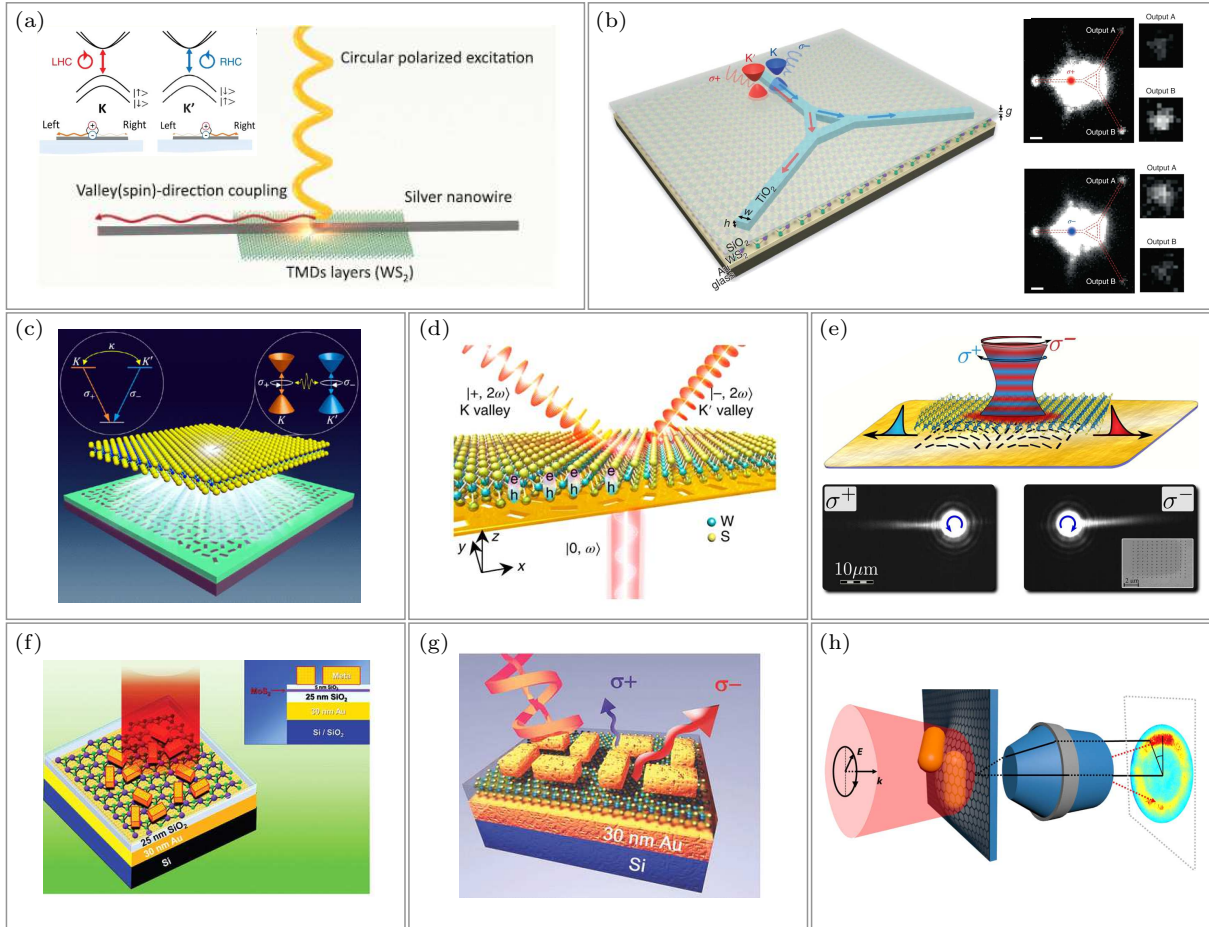 (a)
LHC
RHC
|↑>
|↓>
|↓>
|↑>
K
K′
Left
+
−
Right
Left
+
−
Right
Circular polarized excitation
Valley(spin)-direction coupling
Silver nanowire
TMDs layers (WS₂)
(b)
K′
K
σ+
σ−
g
TiO₂
w
h
SiO₂
WS₂
glass
Output A
σ+
Output B
Output A
Output B
Output A
σ−
Output B
Output A
Output B
(c)
κ
K
K′
σ₊
σ₋
σ₊
σ₋
K
K′
(d)
|+, 2ω⟩
K valley
|−, 2ω⟩
K′ valley
e
h
e
h
e
h
e
h
W
S
z
y
x
|0, ω⟩
(e)
σ⁺
σ⁻
σ⁺
10μm
σ⁻
2 um
(f)
Meta.
MoS₂
5 nm SiO₂
25 nm SiO₂
30 nm Au
Si / SiO₂
25 nm SiO₂
30 nm Au
Si
(g)
σ+
σ−
30 nm Au
Si
(h)
E
k